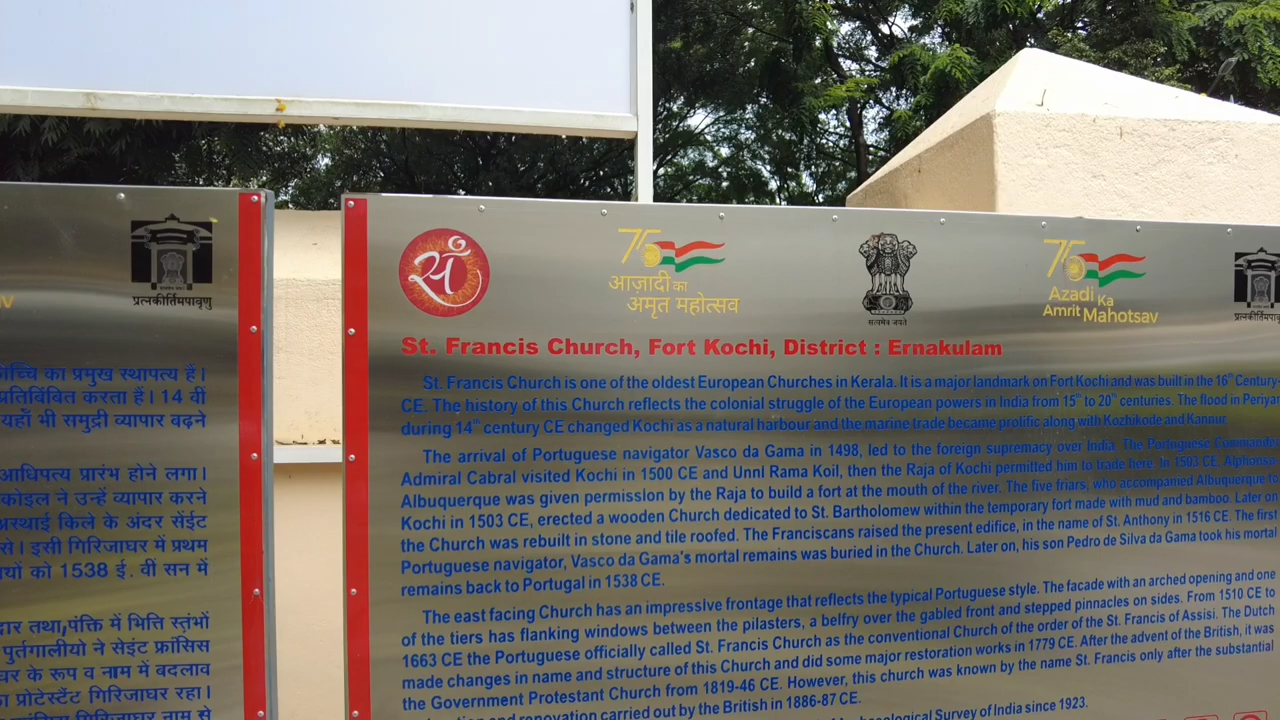 av
प्रत्नकीर्तिमपावृणु
का प्रमुख स्थापत्य हैं।
प्रतिबिंबित करता हैं। 14 वीं
यहाँ भी समुद्री व्यापार बढ़ने
आधिपत्य प्रारंभ होने लगा।
कोइल ने उन्हें व्यापार करने
अस्थाई किले के अंदर सेंईट
से। इसी गिरिजाघर में प्रथम
को 1538 ई. वीं सन में
तथा,पंक्ति में भित्ति स्तंभों
पुर्तगालीयो ने सेइंट फ्रांसिस
के रूप व नाम में बदलाव
प्रोटेस्टैंट गिरिजाघर रहा।
गिरिजाघर नाम से
सं
75
आज़ादी का
अमृत महोत्सव
सत्यमेव जयते
75
Azadi Ka
Amrit Mahotsav
St. Francis Church, Fort Kochi, District : Ernakulam
St. Francis Church is one of the oldest European Churches in Kerala. It is a major landmark on Fort Kochi and was built in the 16th Century-
CE. The history of this Church reflects the colonial struggle of the European powers in India from 15th to 20th centuries. The flood in Periyar
during 14th century CE changed Kochi as a natural harbour and the marine trade became prolific along with Kozhikode and Kannur.
The arrival of Portuguese navigator Vasco da Gama in 1498, led to the foreign supremacy over India. The Portuguese Commando
Admiral Cabral visited Kochi in 1500 CE and Unni Rama Koil, then the Raja of Kochi permitted him to trade here. In 1503 CE. Alphonso
Albuquerque was given permission by the Raja to build a fort at the mouth of the river. The five friars, who accompanied Albuquerque to
Kochi in 1503 CE, erected a wooden Church dedicated to St. Bartholomew within the temporary fort made with mud and bamboo. Later on
the Church was rebuilt in stone and tile roofed. The Franciscans raised the present edifice, in the name of St. Anthony in 1516 CE. The first
Portuguese navigator, Vasco da Gama's mortal remains was buried in the Church. Later on, his son Pedro de Silva da Gama took his mortal
remains back to Portugal in 1538 CE.
The east facing Church has an impressive frontage that reflects the typical Portuguese style. The facade with an arched opening and one
of the tiers has flanking windows between the pilasters, a belfry over the gabled front and stepped pinnacles on sides. From 1510 CE to
1663 CE the Portuguese officially called St. Francis Church as the conventional Church of the order of the St. Francis of Assisi. The Dutch
made changes in name and structure of this Church and did some major restoration works in 1779 CE. After the advent of the British, it was
the Government Protestant Church from 1819-46 CE. However, this church was known by the name St. Francis only after the substantial
and renovation carried out by the British in 1886-87 CE.
Survey of India since 1923.